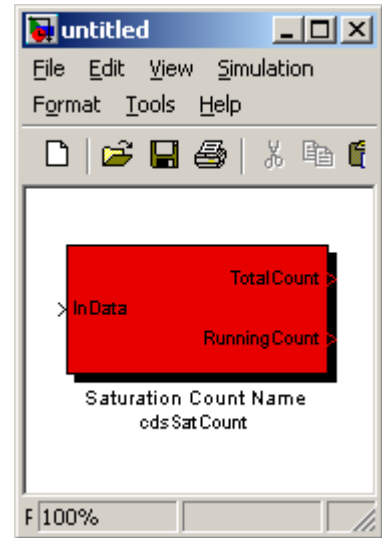 untitled
File Edit View Simulation
Format Tools Help
TotalCount
InData
RunningCount
Saturation Count Name
cdsSatCount
F 100%